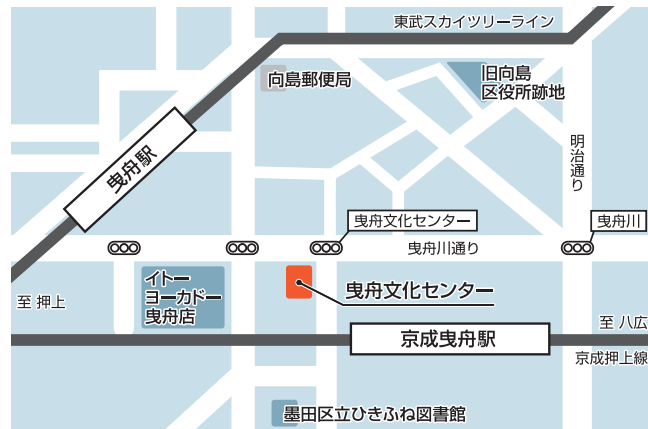 東武スカイツリーライン
向島郵便局
旧向島
区役所跡地
明治通り
曳舟駅
曳舟文化センター
曳舟川
曳舟川通り
イトー
ヨーカドー
曳舟店
曳舟文化センター
至 押上
至 八広
京成曳舟駅
京成押上線
墨田区立ひきふね図書館